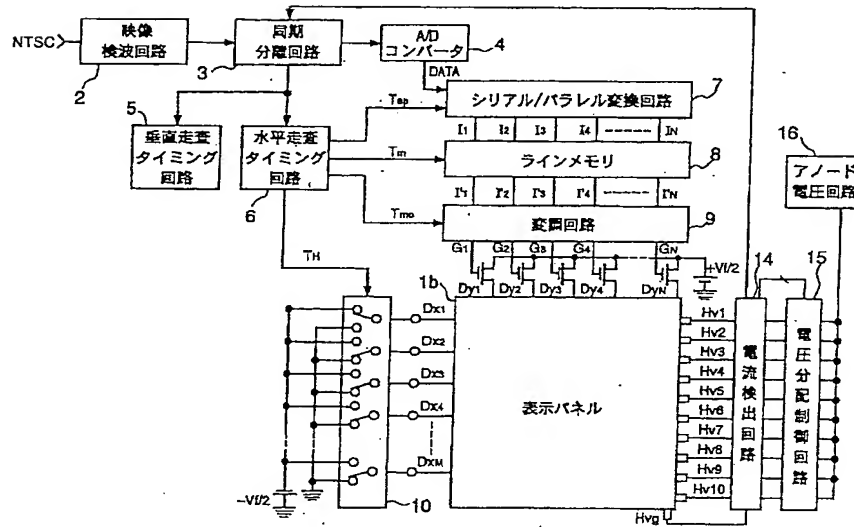 NTSC
映像
検波回路
2
同期
分離回路
3
A/D
コンバータ
4
DATA
5
垂直走査
タイミング
回路
水平走査
タイミング
回路
6
Tsp
Tm
Tmo
TH
シリアル/パラレル変換回路
7
I1 I2 I3 I4 IN
ラインメモリ
8
I'1 I'2 I'3 I'4 I'N
変調回路
9
G1 G2 G3 G4 GN
+Vf/2
Dy1 Dy2 Dy3 Dy4 DyN
1b
表示パネル
Dx1
Dx2
Dx3
Dx4
DxM
-Vf/2
10
Hv1
Hv2
Hv3
Hv4
Hv5
Hv6
Hv7
Hv8
Hv9
Hv10
Hvg
14
電流検出回路
15
電圧分配制御回路
16
アノード
電圧回路